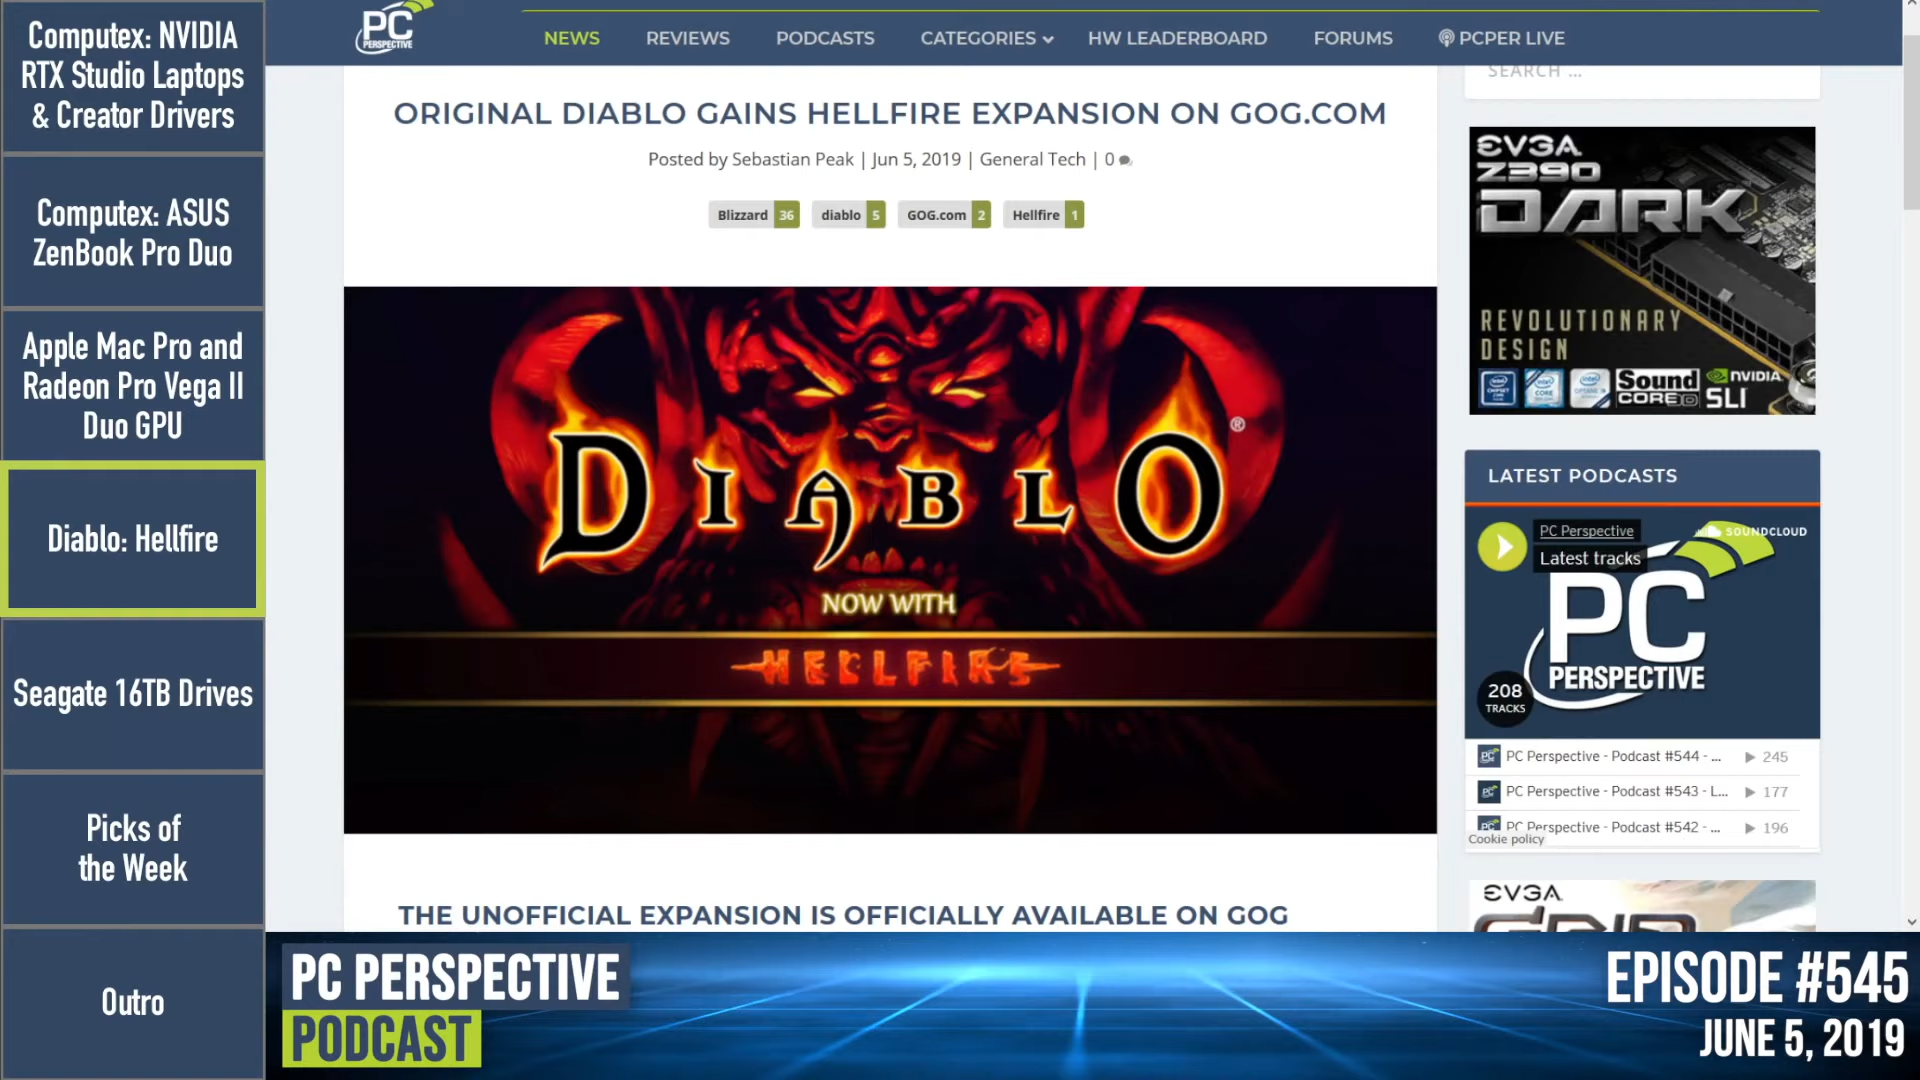 Computex: NVIDIA
RTX Studio Laptops
& Creator Drivers
Computex: ASUS
ZenBook Pro Duo
Apple Mac Pro and
Radeon Pro Vega II
Duo GPU
Diablo: Hellfire
Seagate 16TB Drives
Picks of
the Week
Outro
PC
PERSPECTIVE
NEWS REVIEWS PODCASTS CATEGORIES HW LEADERBOARD FORUMS PCPER LIVE
ORIGINAL DIABLO GAINS HELLFIRE EXPANSION ON GOG.COM
Posted by Sebastian Peak | Jun 5, 2019 | General Tech | 0
Blizzard 36 diablo 5 GOG.com 2 Hellfire 1
DIABLO ®
NOW WITH
HELLFIRE
THE UNOFFICIAL EXPANSION IS OFFICIALLY AVAILABLE ON GOG
SEARCH ...
EVGA
Z390
DARK
REVOLUTIONARY
DESIGN
Sound
CORE3D
NVIDIA
SLI
LATEST PODCASTS
PC Perspective
SOUNDCLOUD
Latest tracks
PC
PERSPECTIVE
208
TRACKS
PC Perspective - Podcast #544 - ... 245
PC Perspective - Podcast #543 - L... 177
PC Perspective - Podcast #542 - ... 196
Cookie policy
EVGA
PC PERSPECTIVE
PODCAST
EPISODE #545
JUNE 5, 2019